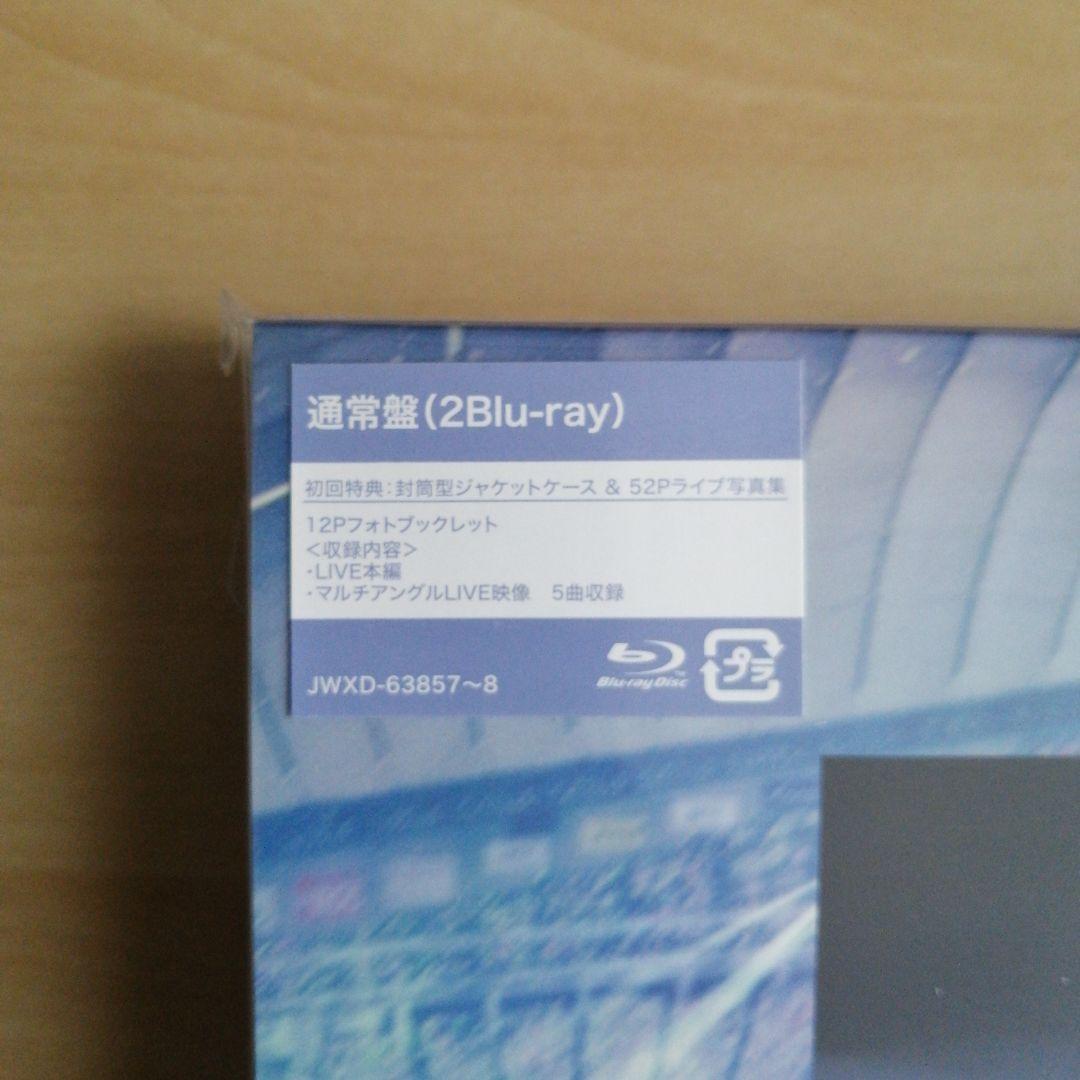 通常盤(2Blu-ray)
初回特典：封筒型ジャケットケース & 52Pライブ写真集
12Pフォトブックレット
<収録内容>
・LIVE本編
・マルチアングルLIVE映像　5曲収録
JWXD-63857〜8
Blu-ray Disc
TM
プラ